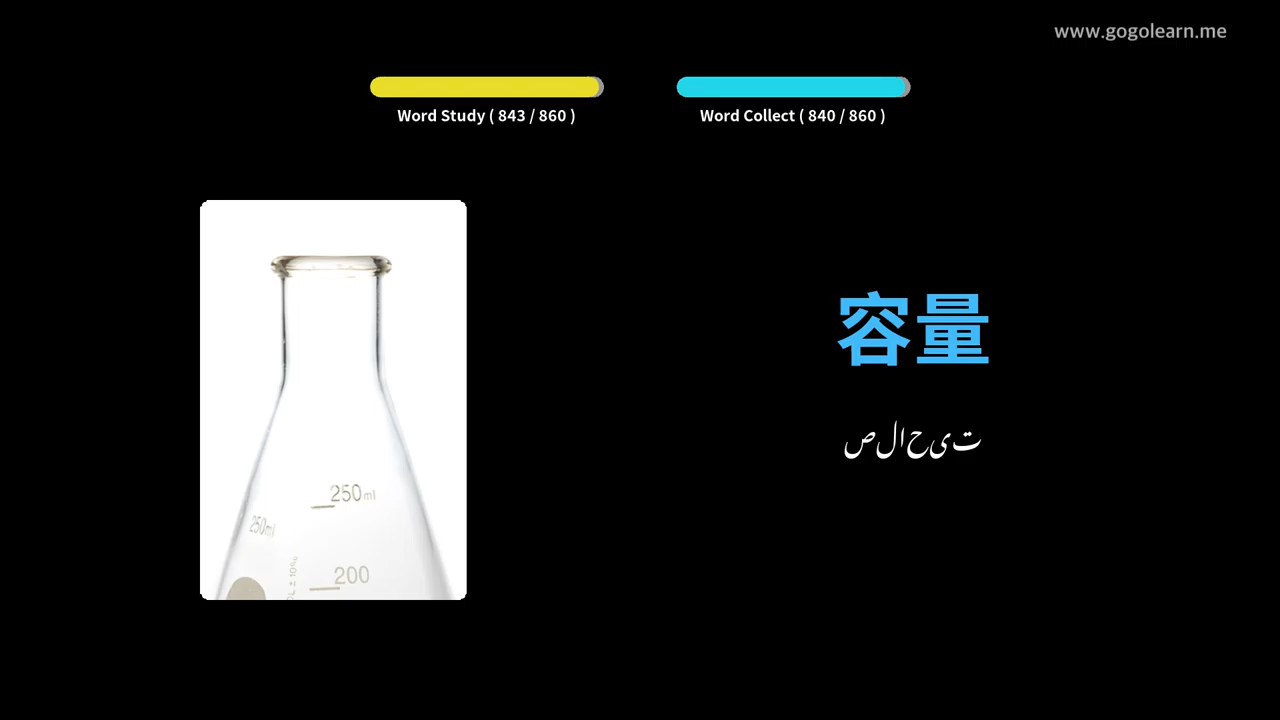 www.gogolearn.me
Word Study ( 843 / 860 )
Word Collect ( 840 / 860 )
容量
صلاحیت
250ml
250ml
200